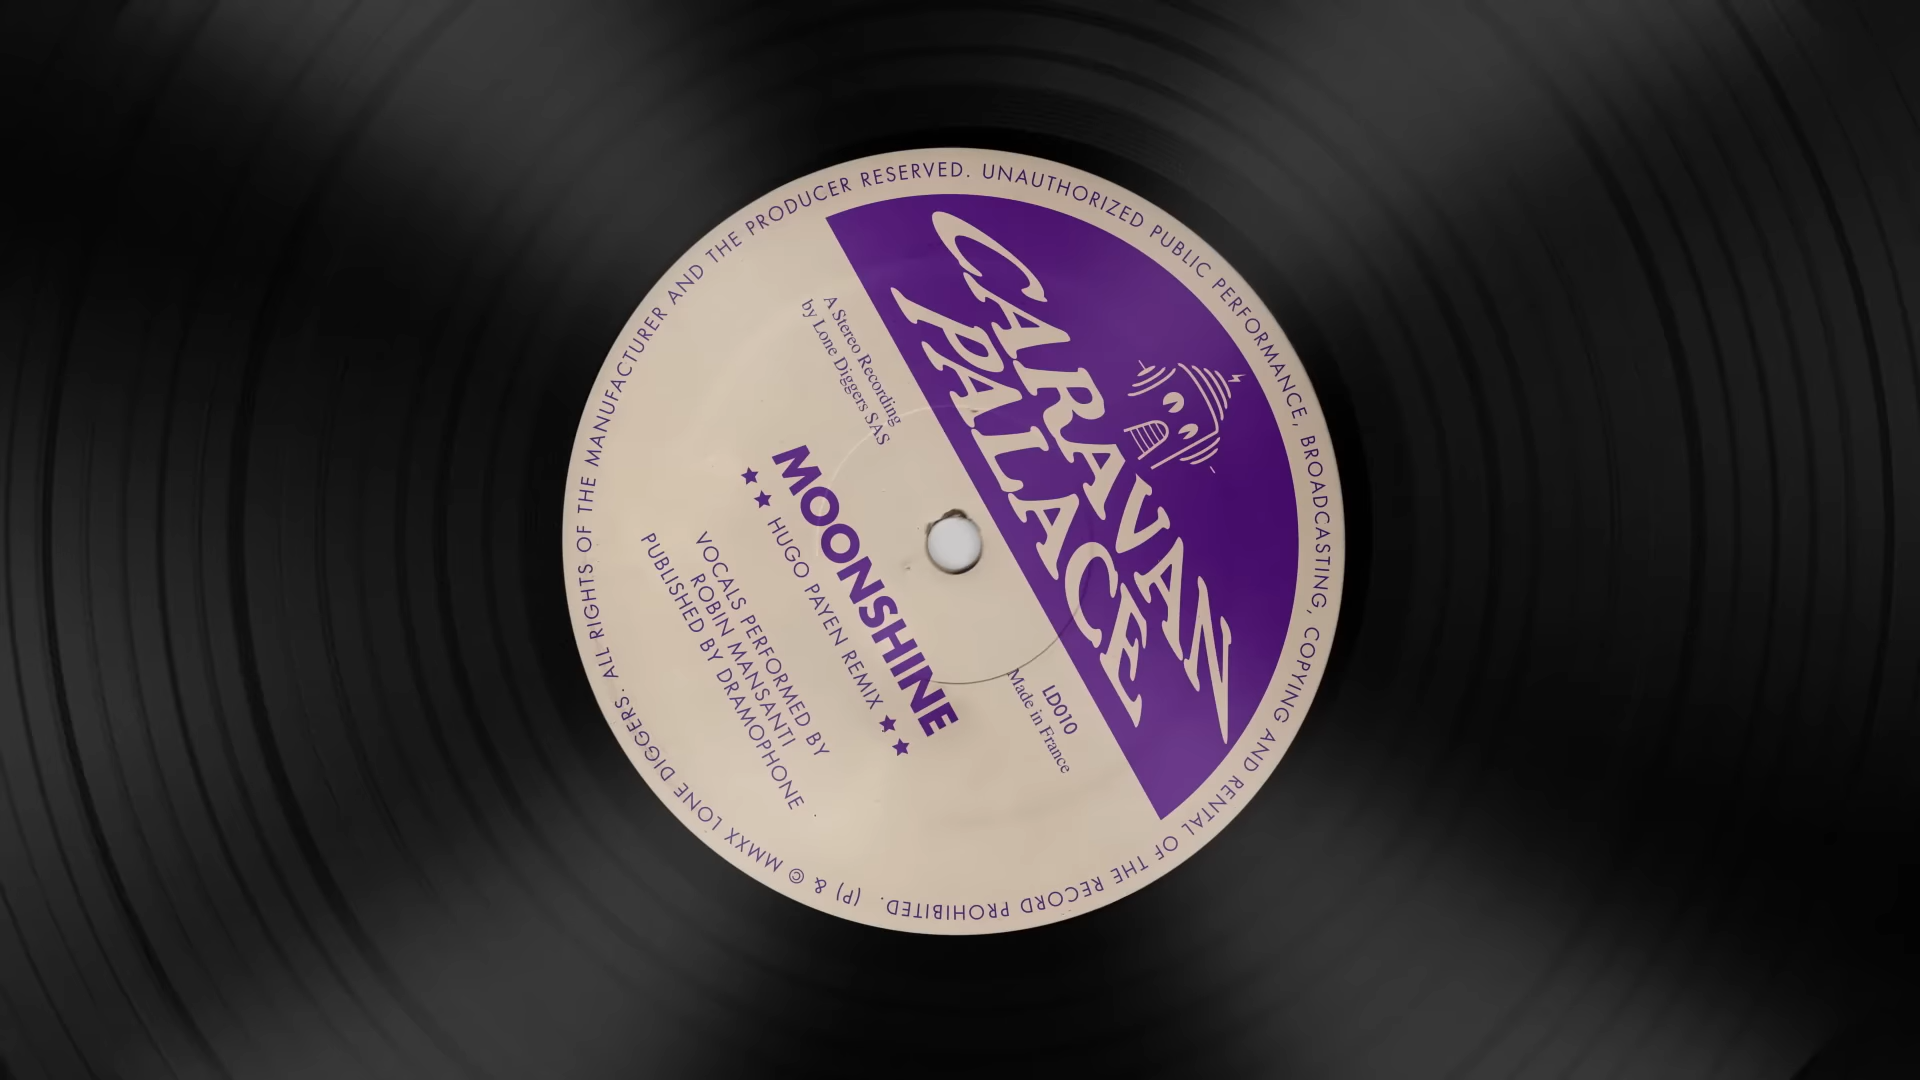 CARAVAN
PALACE
A Stereo Recording
by Lone Diggers SAS
LD010
Made in France
MOONSHINE
HUGO PAYEN REMIX
VOCALS PERFORMED BY
ROBIN MANSANTI
PUBLISHED BY DRAMOPHONE
(P) & © MMXX LONE DIGGERS. ALL RIGHTS OF THE MANUFACTURER AND THE PRODUCER RESERVED. UNAUTHORIZED PUBLIC PERFORMANCE, BROADCASTING, COPYING AND RENTAL OF THE RECORD PROHIBITED.